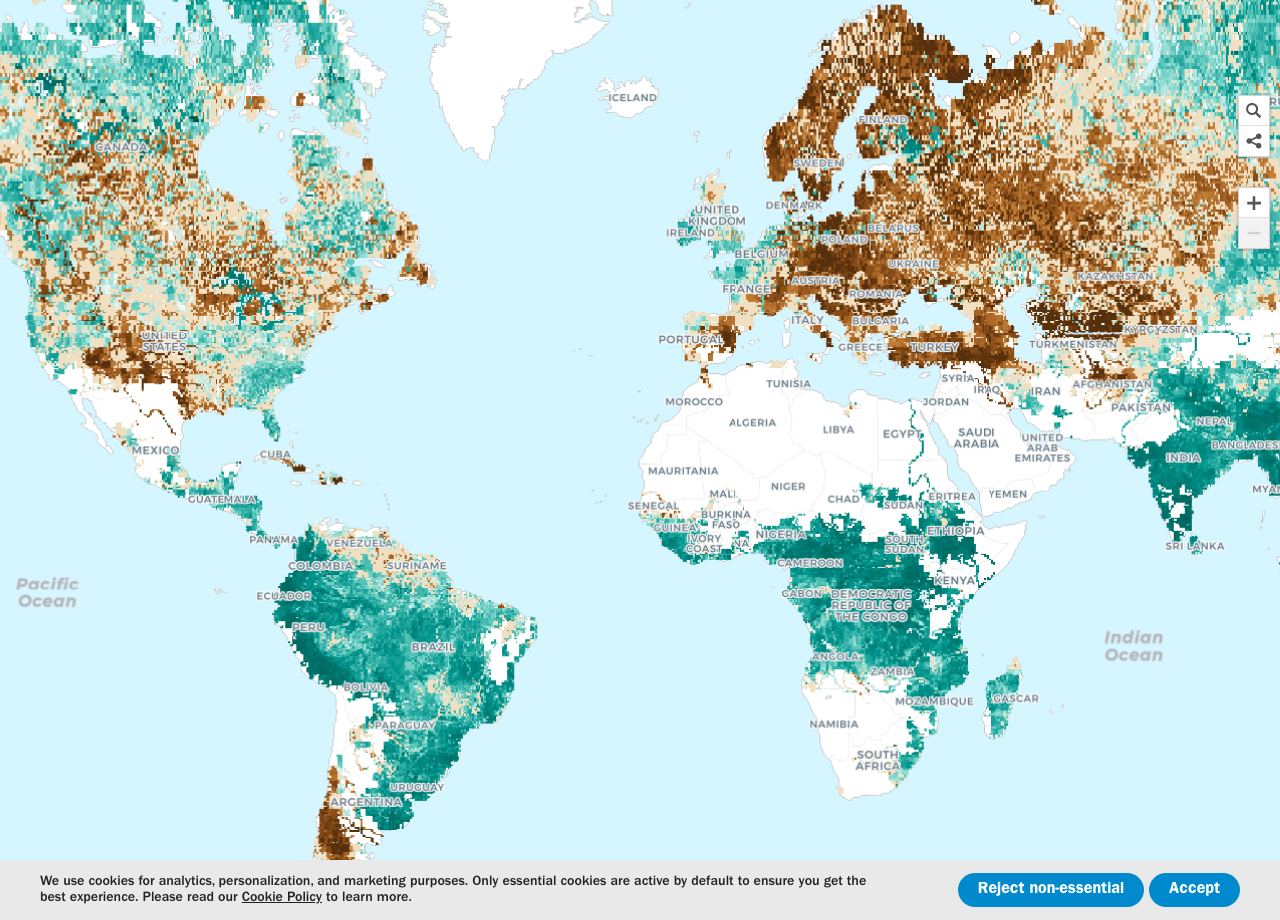 ICELAND
FINLAND
CANADA
SWEDEN
DENMARK
UNITED
KINGDOM
IRELAND
BELARUS
POLAND
BELGIUM
UKRAINE
KAZAKHSTAN
AUSTRIA
FRANCE
ROMANIA
ITALY
BULGARIA
KYRGYZSTAN
UNITED
STATES
PORTUGAL
GREECE
TURKEY
TURKMENISTAN
TUNISIA
SYRIA
IRAQ
IRAN
AFGHANISTAN
MOROCCO
JORDAN
PAKISTAN
ALGERIA
LIBYA
EGYPT
SAUDI
ARABIA
NEPAL
UNITED
ARAB
EMIRATES
BANGLADES
MEXICO
CUBA
INDIA
MAURITANIA
NIGER
MALI
CHAD
SUDAN
ERITREA
YEMEN
MYAN
GUATEMALA
SENEGAL
BURKINA
FASO
GUINEA
IVORY
COAST
NA
NIGERIA
ETHIOPIA
SOUTH
SUDAN
PANAMA
VENEZUELA
SRI LANKA
COLOMBIA
SURINAME
CAMEROON
KENYA
Pacific
Ocean
ECUADOR
GABON
DEMOCRATIC
REPUBLIC OF
THE CONGO
PERU
BRAZIL
Indian
Ocean
ANGOLA
ZAMBIA
BOLIVIA
MOZAMBIQUE
GASCAR
PARAGUAY
NAMIBIA
SOUTH
AFRICA
URUGUAY
ARGENTINA
We use cookies for analytics, personalization, and marketing purposes. Only essential cookies are active by default to ensure you get the
best experience. Please read our Cookie Policy to learn more.
Reject non-essential
Accept